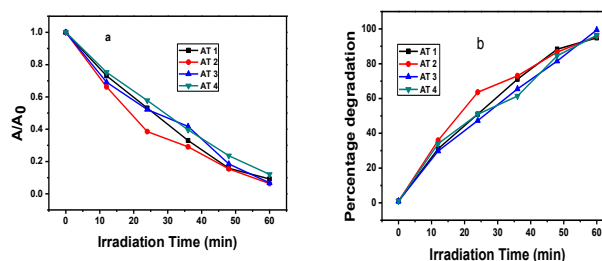 a
A/A0
1.0
0.8
0.6
0.4
0.2
0.0
AT 1
AT 2
AT 3
AT 4
0 10 20 30 40 50 60
Irradiation Time (min)
b
Percentage degradation
100
80
60
40
20
0
AT 1
AT 2
AT 3
AT 4
0 10 20 30 40 50 60
Irradiation Time (min)